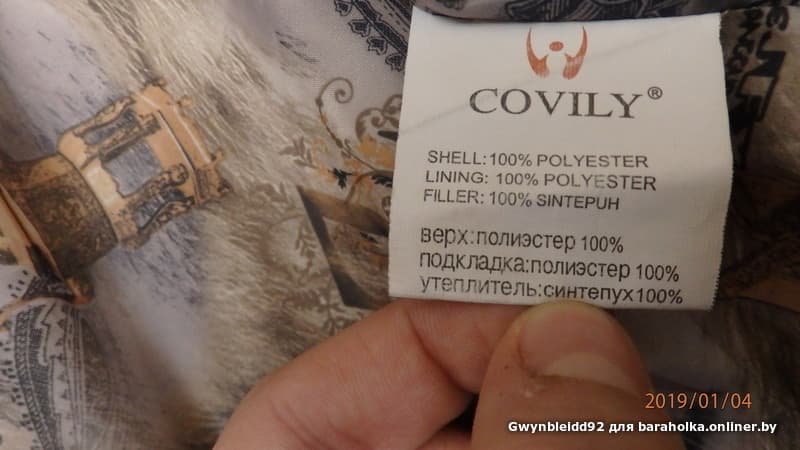 COVILY®
SHELL:100% POLYESTER
LINING: 100% POLYESTER
FILLER: 100% SINTEPUH
верх:полиэстер 100%
подкладка:полиэстер 100%
утеплитель:синтепух100%
2019/01/04
Gwynbleidd92 для baraholka.onliner.by